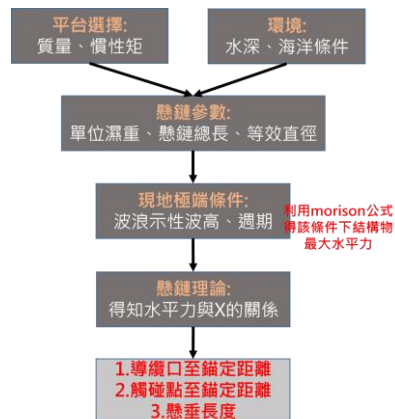 平台選擇:
質量、慣性矩
環境:
水深、海洋條件
懸鏈參數:
單位濕重、懸鏈總長、等效直徑
現地極端條件:
波浪示性波高、週期
利用morison公式
得該條件下結構物
最大水平力
懸鏈理論:
得知水平力與X的關係
1.導纜口至錨定距離
2.觸碰點至錨定距離
3.懸垂長度